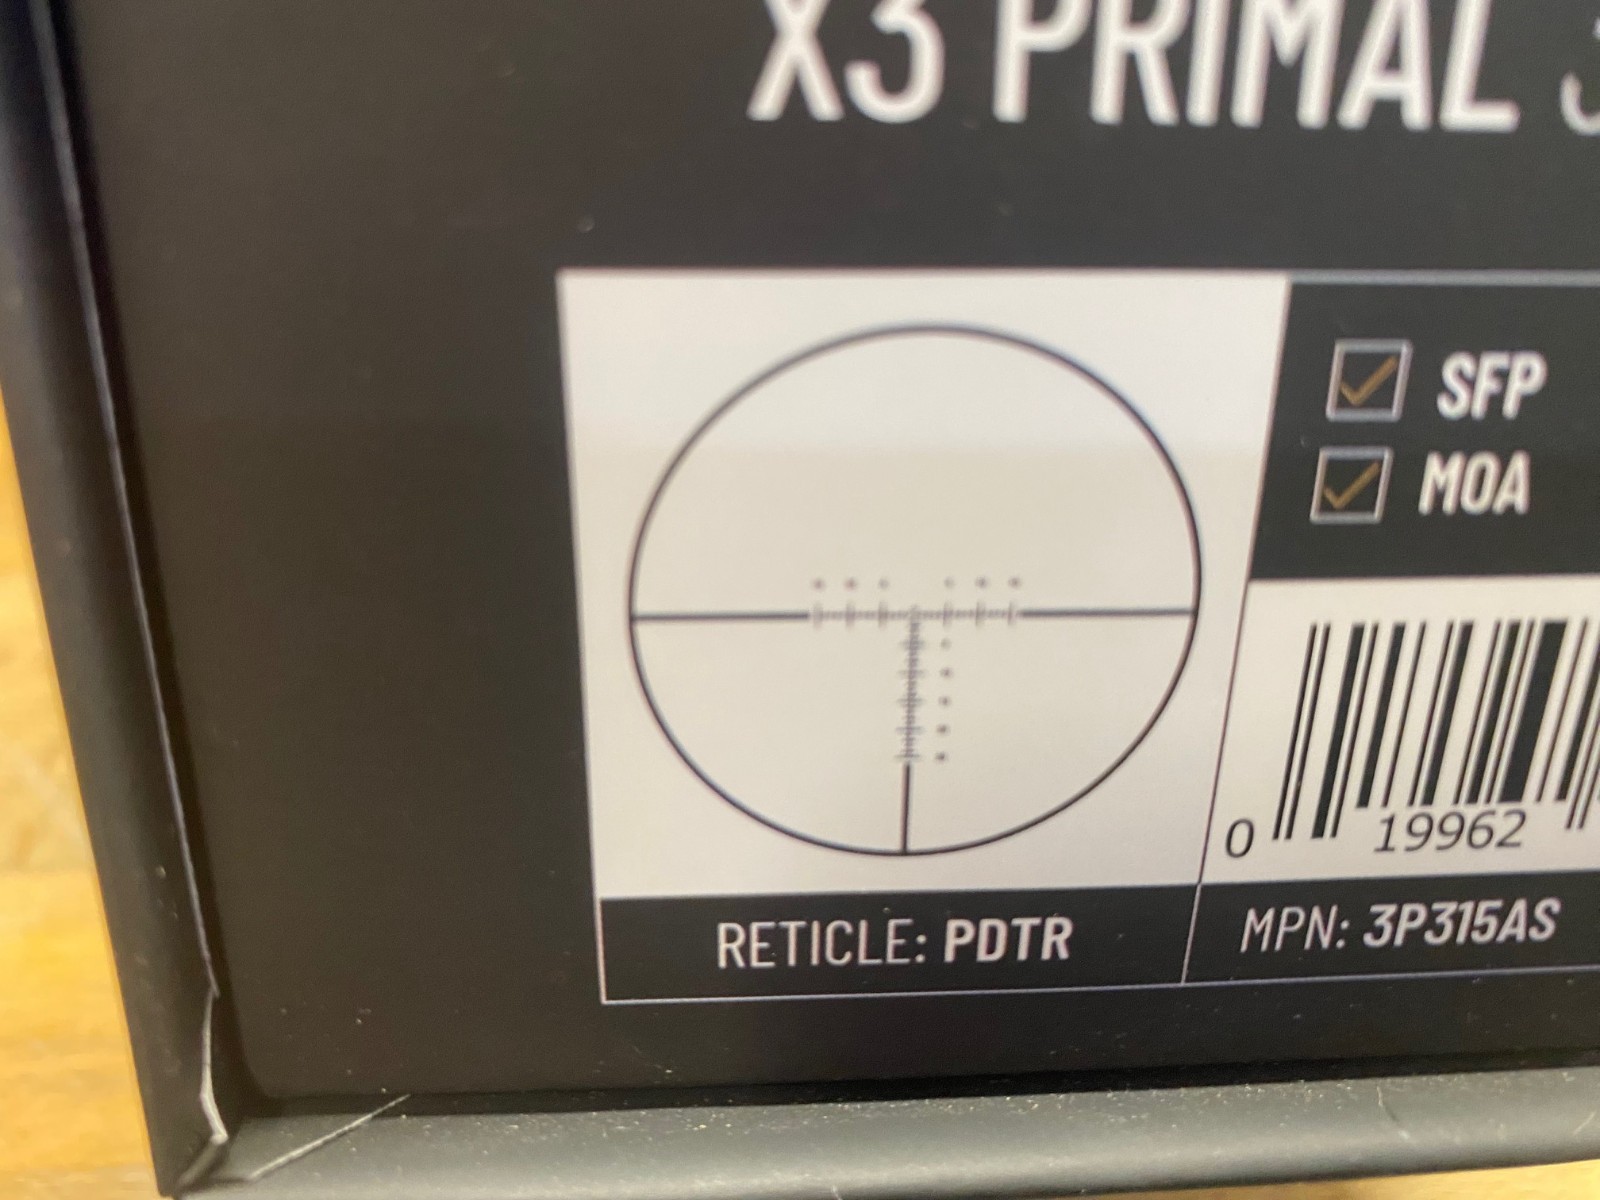 X3 PRIMAL
SFP
MOA
0 19962
RETICLE: PDTR
MPN: 3P315AS